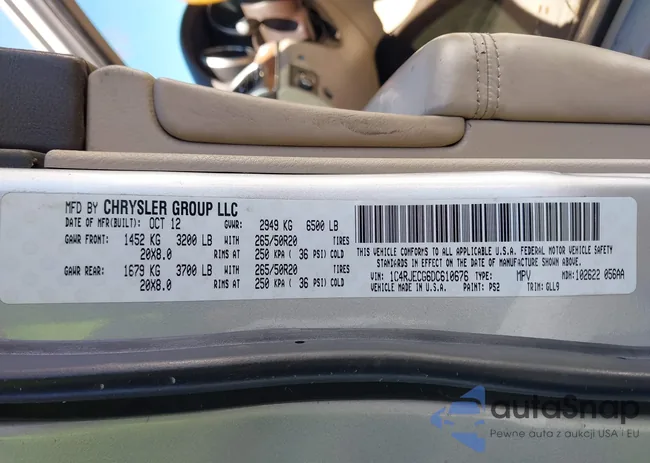 MFD BY CHRYSLER GROUP LLC
DATE OF MFR(BUILT): OCT 12 GVWR: 2949 KG 6500 LB
GAWR FRONT: 1452 KG 3200 LB WITH 265/50R20 TIRES
20X8.0 RIMS AT 250 KPA ( 36 PSI) COLD
GAWR REAR: 1679 KG 3700 LB WITH 265/50R20 TIRES
20X8.0 RIMS AT 250 KPA ( 36 PSI) COLD
THIS VEHICLE CONFORMS TO ALL APPLICABLE U.S.A. FEDERAL MOTOR VEHICLE
SAFETY STANDARDS IN EFFECT ON THE DATE OF MANUFACTURE SHOWN ABOVE.
VIN: 1C4RJECG6DC610676 TYPE: MPV MDH: 102622 056AA
VEHICLE MADE IN U.S.A. PAINT: PS2 TRIM: GLL9
autaSnap
Pewne auta z aukcji USA i EU